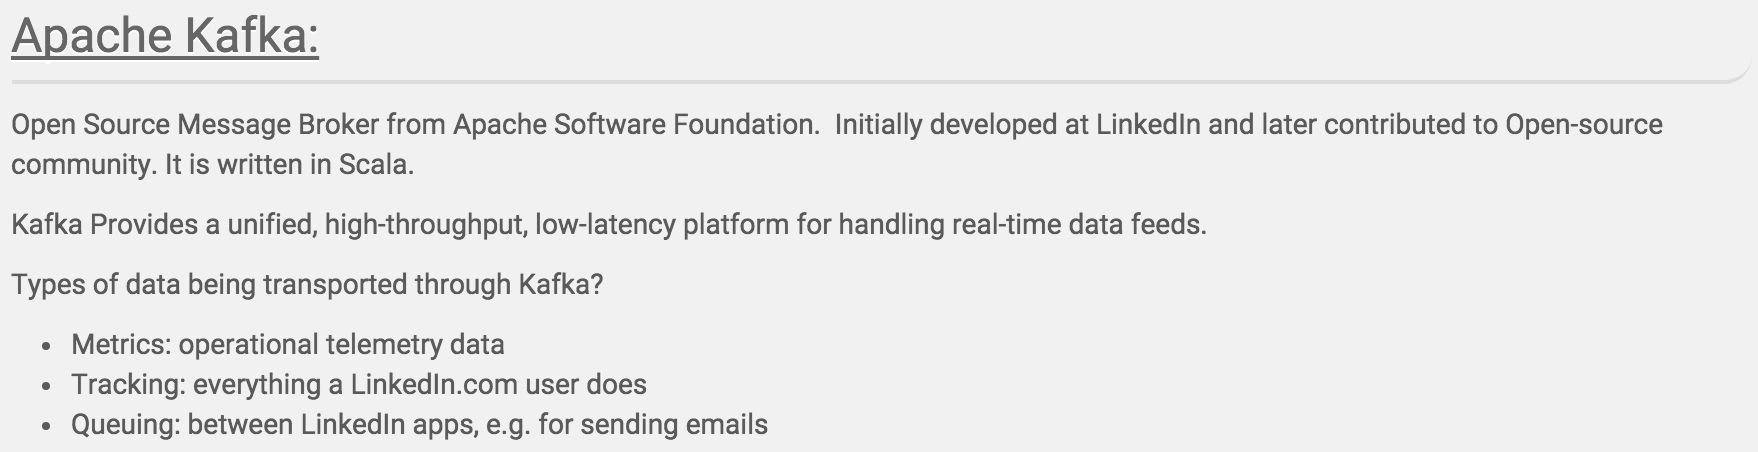 Apache Kafka:
Open Source Message Broker from Apache Software Foundation.  Initially developed at LinkedIn and later contributed to Open-source
community. It is written in Scala.
Kafka Provides a unified, high-throughput, low-latency platform for handling real-time data feeds.
Types of data being transported through Kafka?
• Metrics: operational telemetry data
• Tracking: everything a LinkedIn.com user does
• Queuing: between LinkedIn apps, e.g. for sending emails